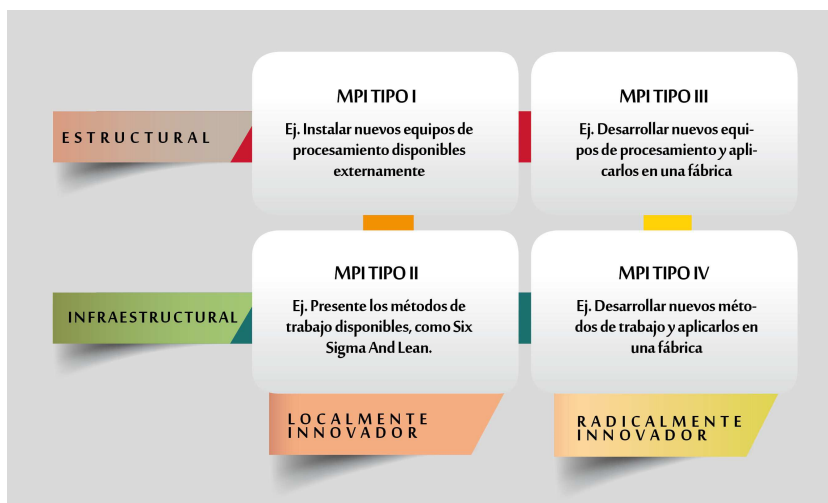 ESTRUCTURAL
MPI TIPO I
Ej. Instalar nuevos equipos de
procesamiento disponibles
externamente
MPI TIPO III
Ej. Desarrollar nuevos equi-
pos de procesamiento y apli-
carlos en una fábrica
INFRAESTRUCTURAL
MPI TIPO II
Ej. Presente los métodos de
trabajo disponibles, como Six
Sigma And Lean.
MPI TIPO IV
Ej. Desarrollar nuevos méto-
dos de trabajo y aplicarlos en
una fábrica
LOCALMENTE
INNOVADOR
RADICALMENTE
INNOVADOR